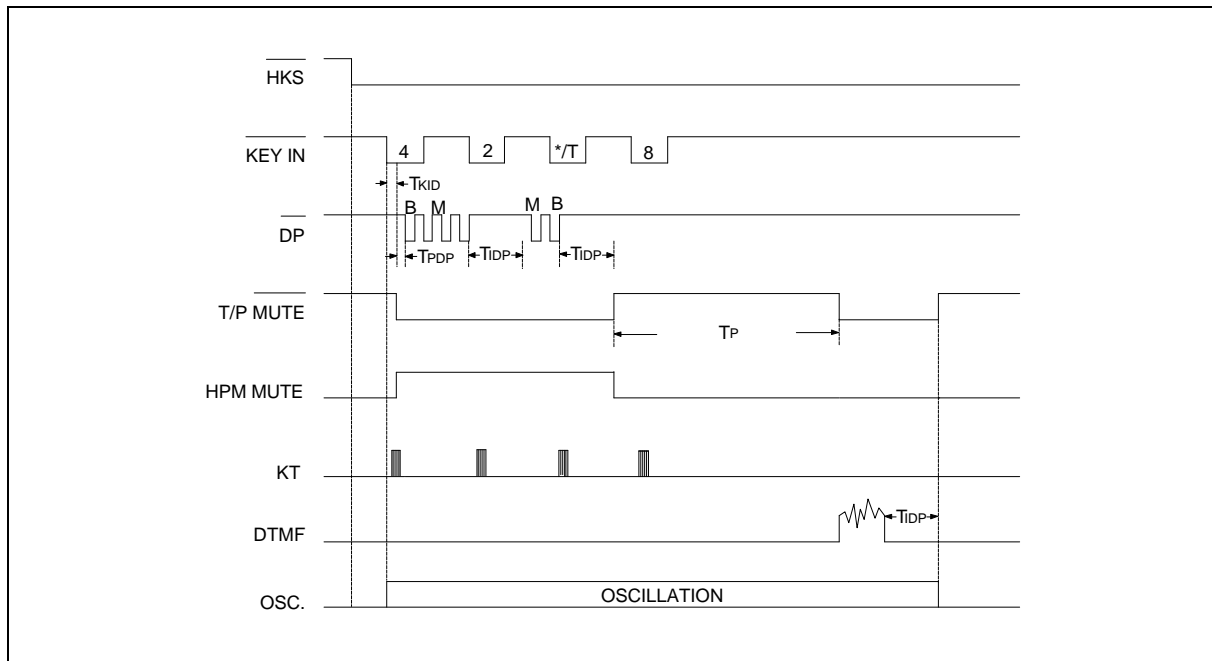 HKS
KEY IN 4 2 */T 8
TKID
B M M B
DP
TPDP TIDP TIDP
T/P MUTE
TP
HPM MUTE
KT
DTMF TIDP
OSC. OSCILLATION